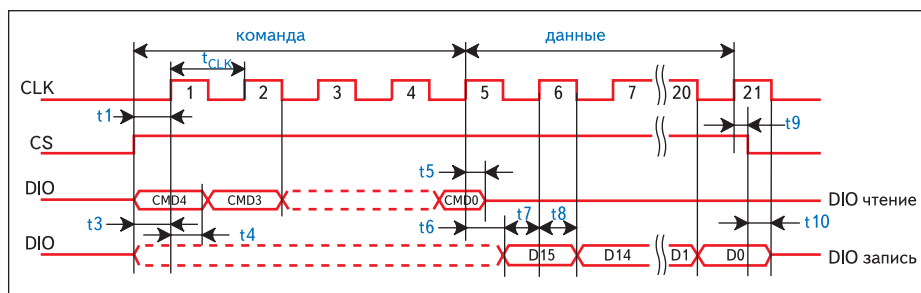 команда данные
tCLK
CLK 1 2 3 4 5 6 7 20 21
t1 t9
CS
t5
DIO CMD4 CMD3 CMD0 DIO чтение
t3 t4 t6 t7 t8 t10
DIO D15 D14 D1 D0 DIO запись